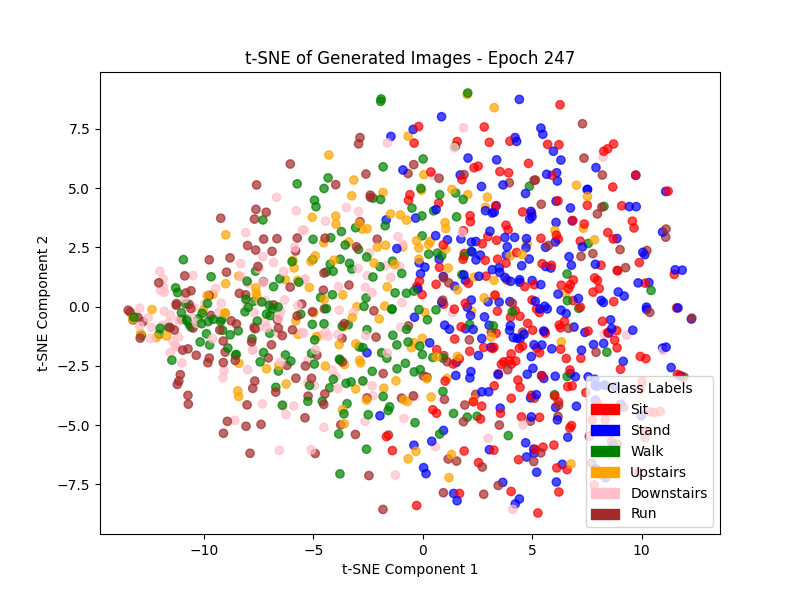 t-SNE of Generated Images - Epoch 247
7.5
5.0
2.5
0.0
−2.5
−5.0
−7.5
t-SNE Component 2
Class Labels
Sit
Stand
Walk
Upstairs
Downstairs
Run
−10
−5
0
5
10
t-SNE Component 1